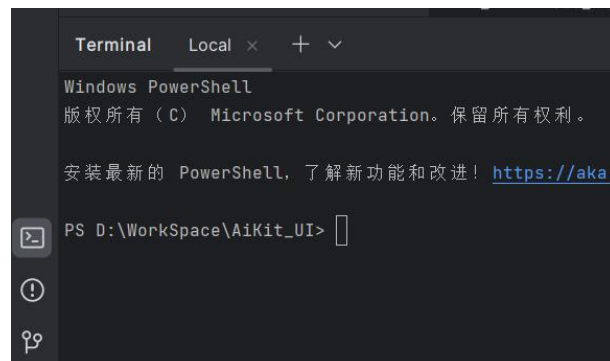 Terminal Local × + ∨
Windows PowerShell
版权所有（C） Microsoft Corporation。保留所有权利。
安装最新的 PowerShell，了解新功能和改进！https://aka
PS D:\WorkSpace\AiKit_UI>